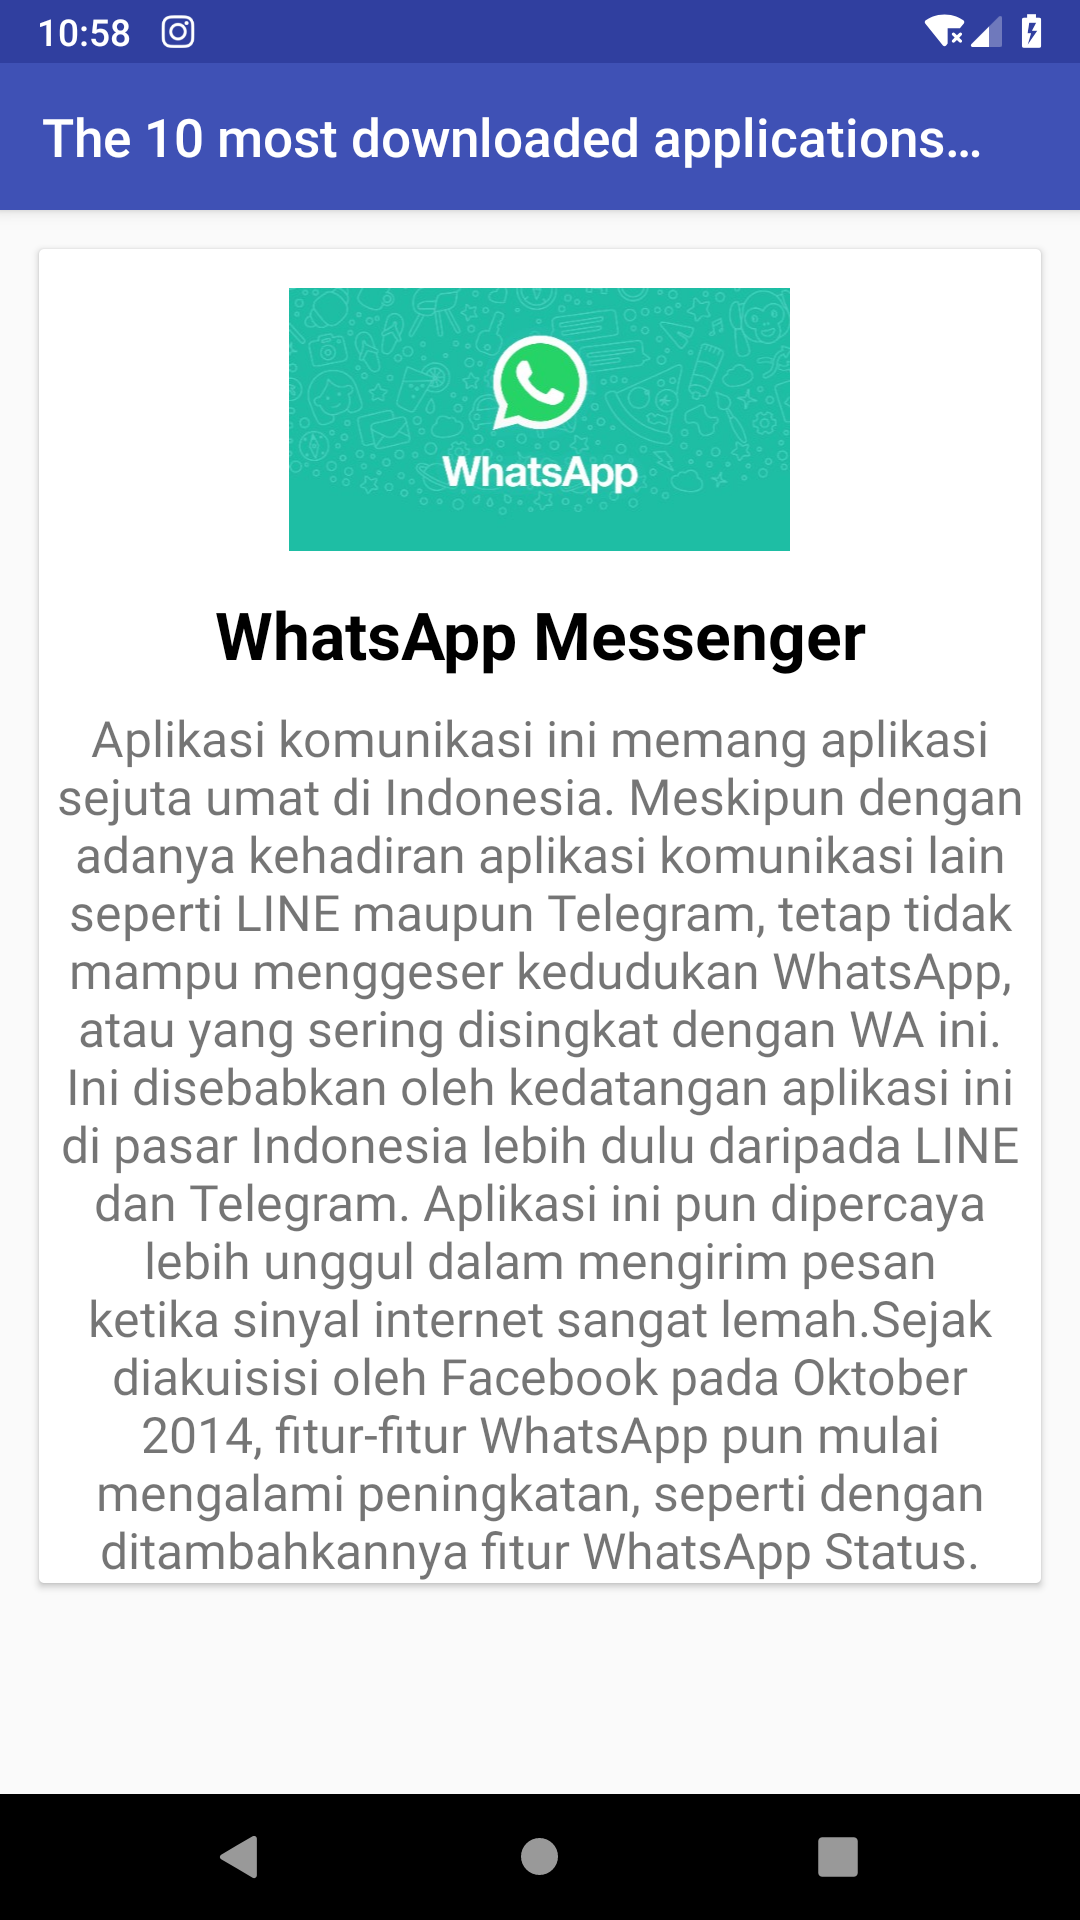 10:58
The 10 most downloaded applications...
WhatsApp
WhatsApp Messenger
Aplikasi komunikasi ini memang aplikasi
sejuta umat di Indonesia. Meskipun dengan
adanya kehadiran aplikasi komunikasi lain
seperti LINE maupun Telegram, tetap tidak
mampu menggeser kedudukan WhatsApp,
atau yang sering disingkat dengan WA ini.
Ini disebabkan oleh kedatangan aplikasi ini
di pasar Indonesia lebih dulu daripada LINE
dan Telegram. Aplikasi ini pun dipercaya
lebih unggul dalam mengirim pesan
ketika sinyal internet sangat lemah.Sejak
diakuisisi oleh Facebook pada Oktober
2014, fitur-fitur WhatsApp pun mulai
mengalami peningkatan, seperti dengan
ditambahkannya fitur WhatsApp Status.